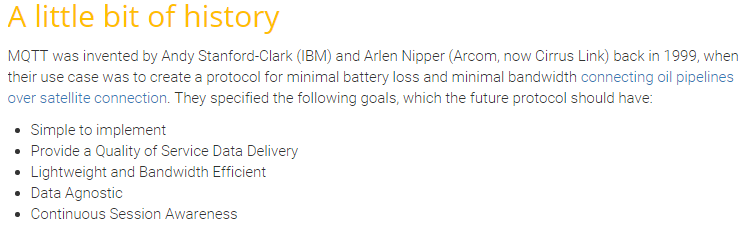 A little bit of history
MQTT was invented by Andy Stanford-Clark (IBM) and Arlen Nipper (Arcom, now Cirrus Link) back in 1999, when
their use case was to create a protocol for minimal battery loss and minimal bandwidth connecting oil pipelines
over satellite connection. They specified the following goals, which the future protocol should have:
• Simple to implement
• Provide a Quality of Service Data Delivery
• Lightweight and Bandwidth Efficient
• Data Agnostic
• Continuous Session Awareness